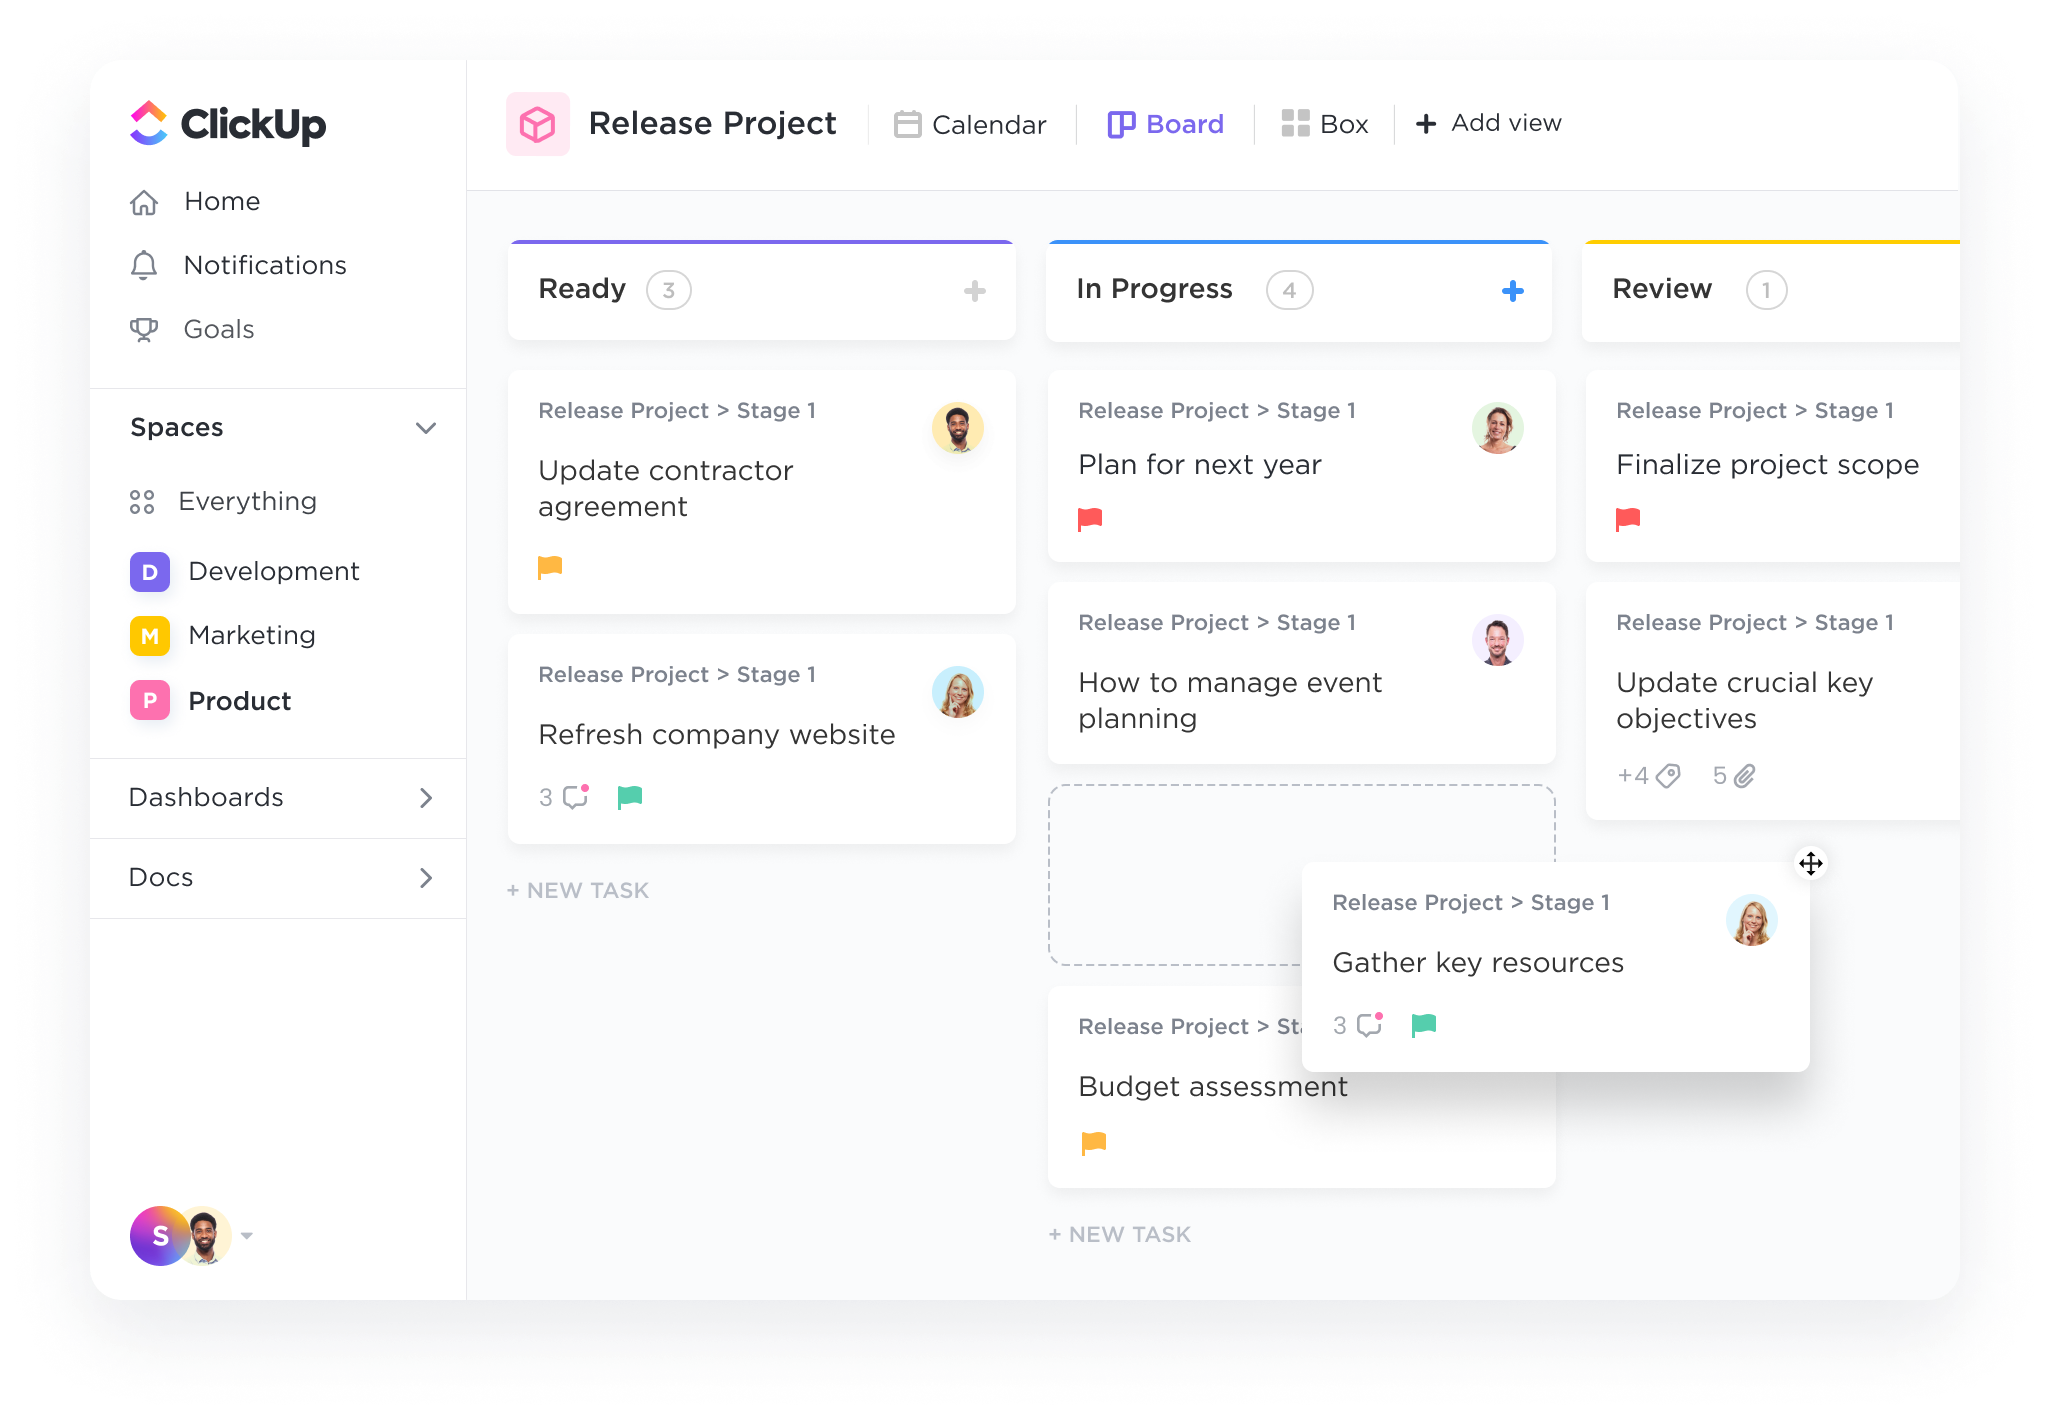 ClickUp
Home
Notifications
Goals
Spaces
Everything
D Development
M Marketing
P Product
Dashboards
Docs
S
Release Project
Calendar
Board
Box
+ Add view
Ready 3 +
Release Project > Stage 1
Update contractor
agreement
Release Project > Stage 1
Refresh company website
3
+ NEW TASK
In Progress 4 +
Release Project > Stage 1
Plan for next year
Release Project > Stage 1
How to manage event
planning
Release Project > Stage 1
Gather key resources
3
Release Project >
Budget assessment
+ NEW TASK
Review 1
Release Project > Stage 1
Finalize project scope
Release Project > Stage 1
Update crucial key
objectives
+4 5